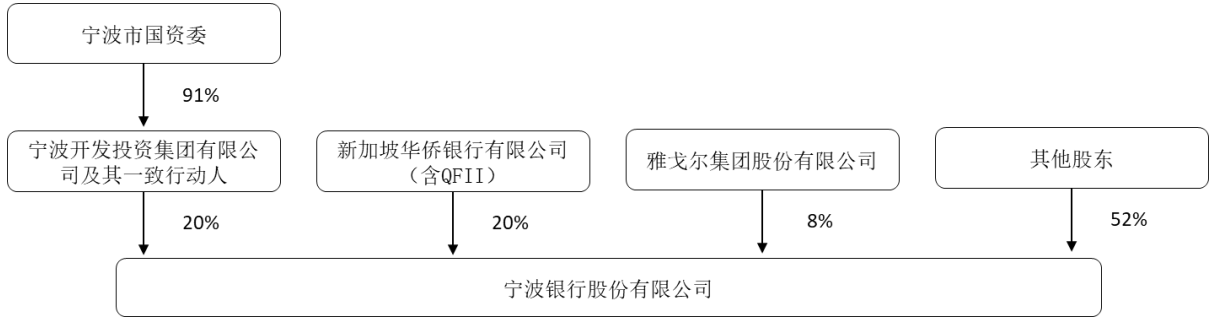 宁波市国资委
91%
宁波开发投资集团有限公
司及其一致行动人
新加坡华侨银行有限公司
（含QFII）
雅戈尔集团股份有限公司
其他股东
20%
20%
8%
52%
宁波银行股份有限公司